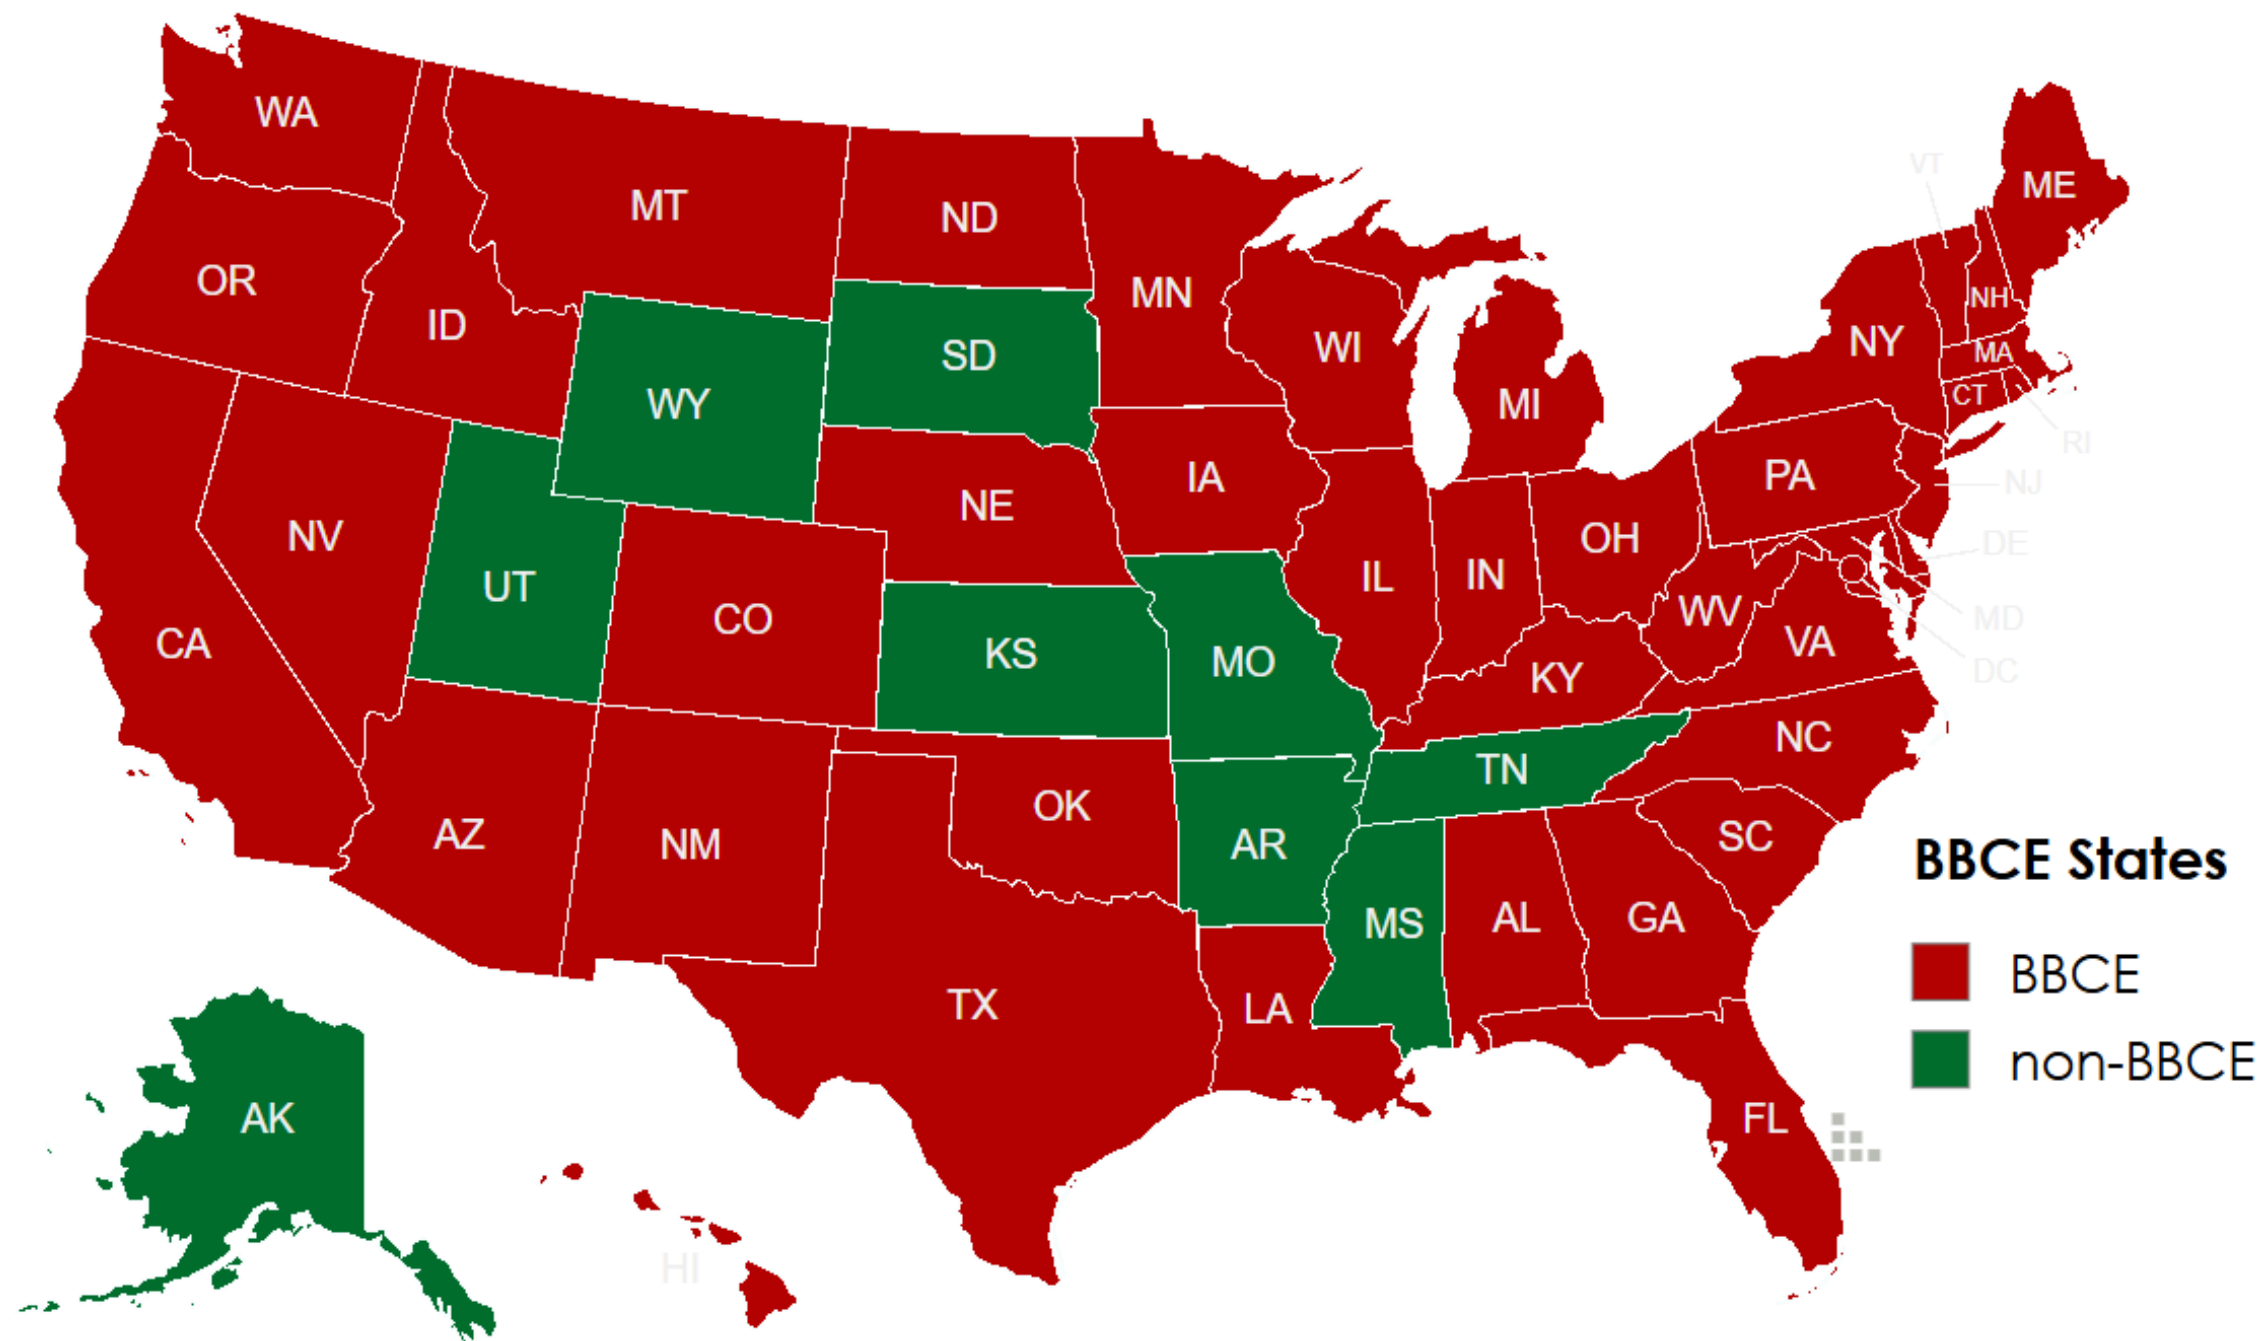 WA
MT
ND
ME
VT
OR
MN
ID
NH
WI
NY
SD
MA
WY
MI
CT
RI
IA
PA
NJ
NE
NV
OH
DE
UT
IL
IN
CO
WV
MD
CA
KS
MO
VA
DC
KY
NC
TN
OK
AZ
NM
AR
SC
BBCE States
MS
AL
GA
BBCE
TX
LA
non-BBCE
AK
FL
HI